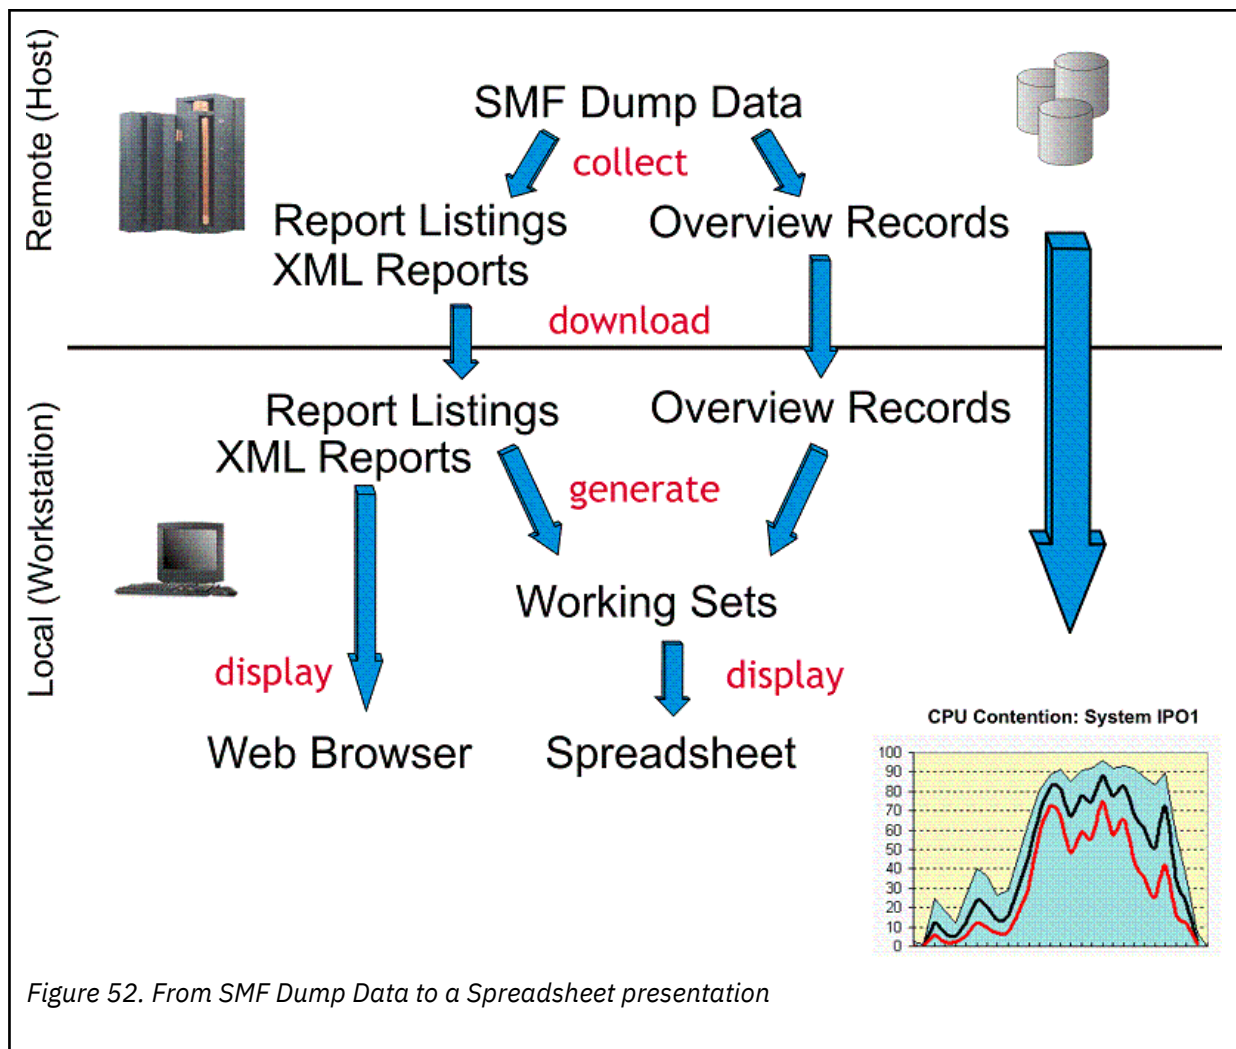 Remote (Host)
SMF Dump Data
collect
Report Listings
XML Reports
Overview Records
download
Local (Workstation)
Report Listings
XML Reports
Overview Records
generate
Working Sets
display
display
Web Browser
Spreadsheet
CPU Contention: System IPO1
100
90
80
70
60
50
40
30
20
10
0
Figure 52. From SMF Dump Data to a Spreadsheet presentation